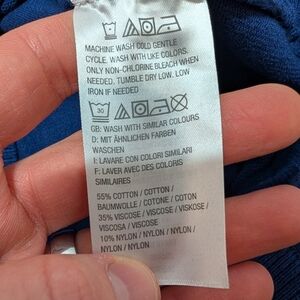 MACHINE WASH COLD GENTLE
CYCLE. WASH WITH LIKE COLORS.
ONLY NON-CHLORINE BLEACH WHEN
NEEDED. TUMBLE DRY LOW. LOW
IRON IF NEEDED
30
GB: WASH WITH SIMILAR COLOURS
D: MIT ÄHNLICHEN FARBEN
WASCHEN
I: LAVARE CON COLORI SIMILARI
F: LAVER AVEC DES COLORIS
SIMILAIRES
55% COTTON / COTTON /
BAUMWOLLE / COTONE / COTON
35% VISCOSE / VISCOSE / VISKOSE /
VISCOSA / VISCOSE
10% NYLON / NYLON / NYLON /
NYLON / NYLON